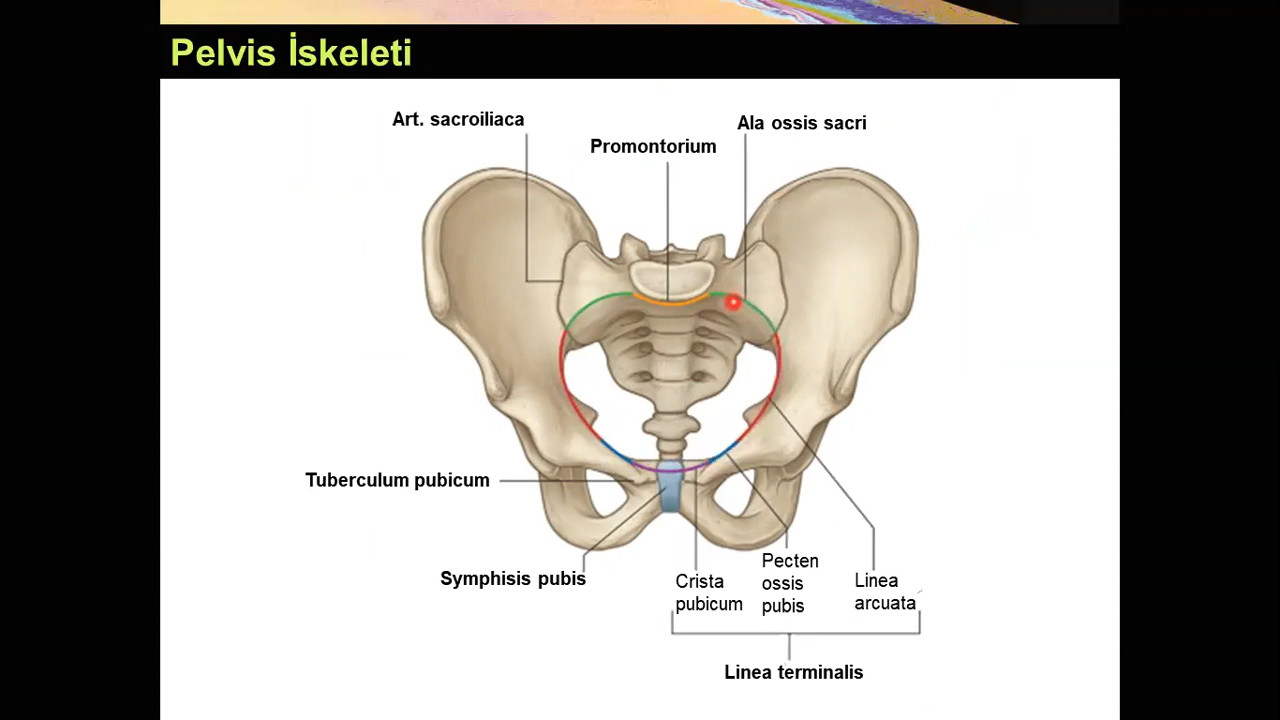 Pelvis İskeleti
Art. sacroiliaca
Promontorium
Ala ossis sacri
Tuberculum pubicum
Symphisis pubis
Crista
pubicum
Pecten
ossis
pubis
Linea
arcuata
Linea terminalis